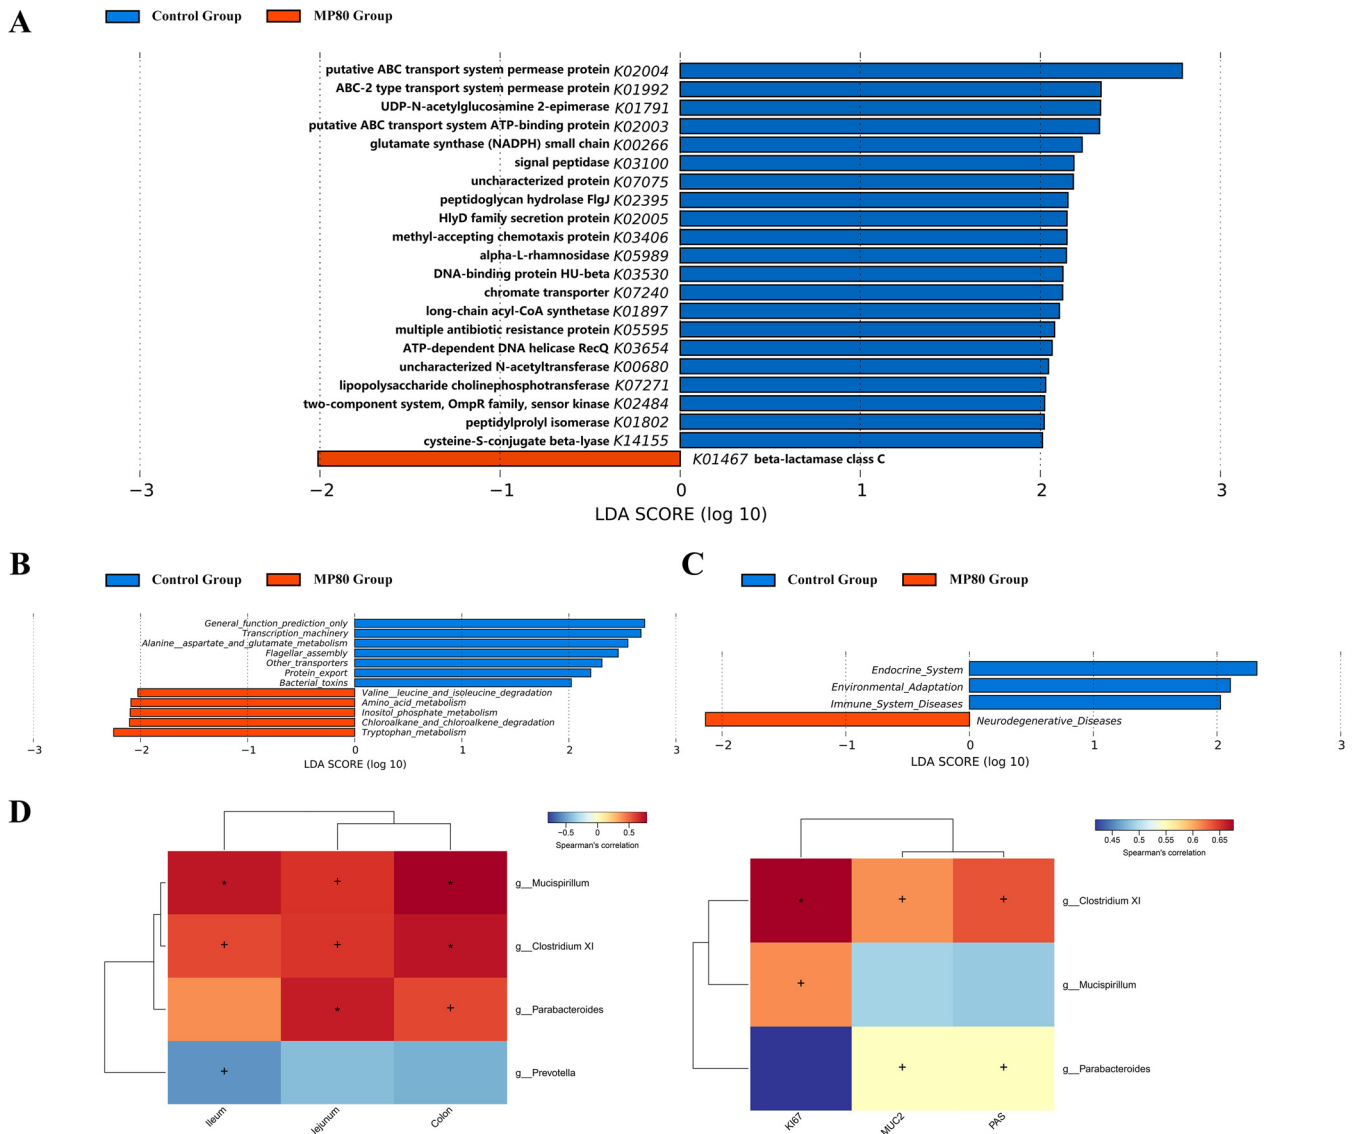 A
Control Group MP80 Group
putative ABC transport system permease protein K02004
ABC-2 type transport system permease protein K01992
UDP-N-acetylglucosamine 2-epimerase K01791
putative ABC transport system ATP-binding protein K02003
glutamate synthase (NADPH) small chain K00266
signal peptidase K03100
uncharacterized protein K07075
peptidoglycan hydrolase FlgJ K02395
HlyD family secretion protein K02005
methyl-accepting chemotaxis protein K03406
alpha-L-rhamnosidase K05989
DNA-binding protein HU-beta K03530
chromate transporter K07240
long-chain acyl-CoA synthetase K01897
multiple antibiotic resistance protein K05595
ATP-dependent DNA helicase RecQ K03654
uncharacterized N-acetyltransferase K00680
lipopolysaccharide cholinephosphotransferase K07271
two-component system, OmpR family, sensor kinase K02484
peptidylprolyl isomerase K01802
cysteine-S-conjugate beta-lyase K14155
K01467 beta-lactamase class C
−3 −2 −1 0 1 2 3
LDA SCORE (log 10)
B
Control Group MP80 Group
General_function_prediction_only
Transcription_machinery
Alanine__aspartate_and_glutamate_metabolism
Flagellar_assembly
Other_transporters
Protein_export
Bacterial_toxins
Valine__leucine_and_isoleucine_degradation
Amino_acid_metabolism
Inositol_phosphate_metabolism
Chloroalkane_and_chloroalkene_degradation
Tryptophan_metabolism
−3 −2 −1 0 1 2 3
LDA SCORE (log 10)
C
Control Group MP80 Group
Endocrine_System
Environmental_Adaptation
Immune_System_Diseases
Neurodegenerative_Diseases
−2 −1 0 1 2 3
LDA SCORE (log 10)
D
−0.5 0 0.5
Spearman's correlation
* + *
g__Mucispirillum
+ + *
g__Clostridium XI
* +
g__Parabacteroides
+
g__Prevotella
Ileum Jejunum Colon
0.45 0.5 0.55 0.6 0.65
Spearman's correlation
* + +
g__Clostridium XI
+
g__Mucispirillum
+ +
g__Parabacteroides
KI67 MUC2 PAS